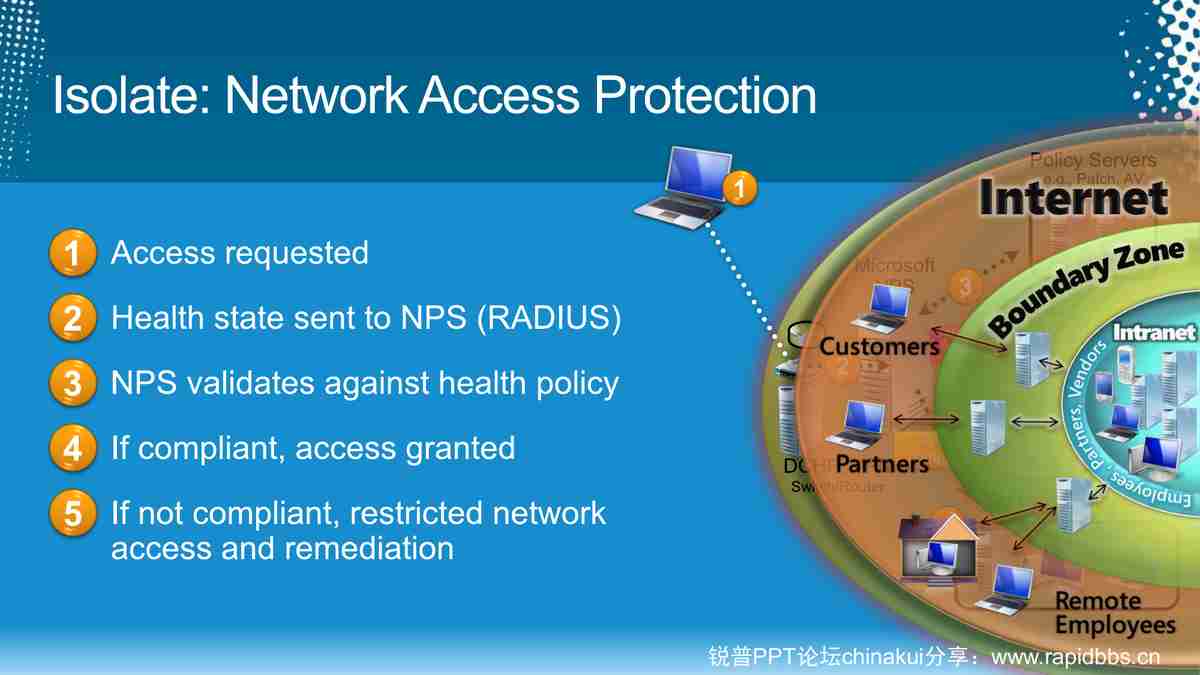 Isolate: Network Access Protection
1 Access requested
2 Health state sent to NPS (RADIUS)
3 NPS validates against health policy
4 If compliant, access granted
5 If not compliant, restricted network
access and remediation
1
Policy Servers
e.g., Patch, AV
Internet
Boundary Zone
Microsoft
3
Intranet
Customers
2
Employees, Partners, Vendors
Partners
Switch/Router
Remote
Employees
锐普PPT论坛chinakui分享：www.rapidbbs.cn